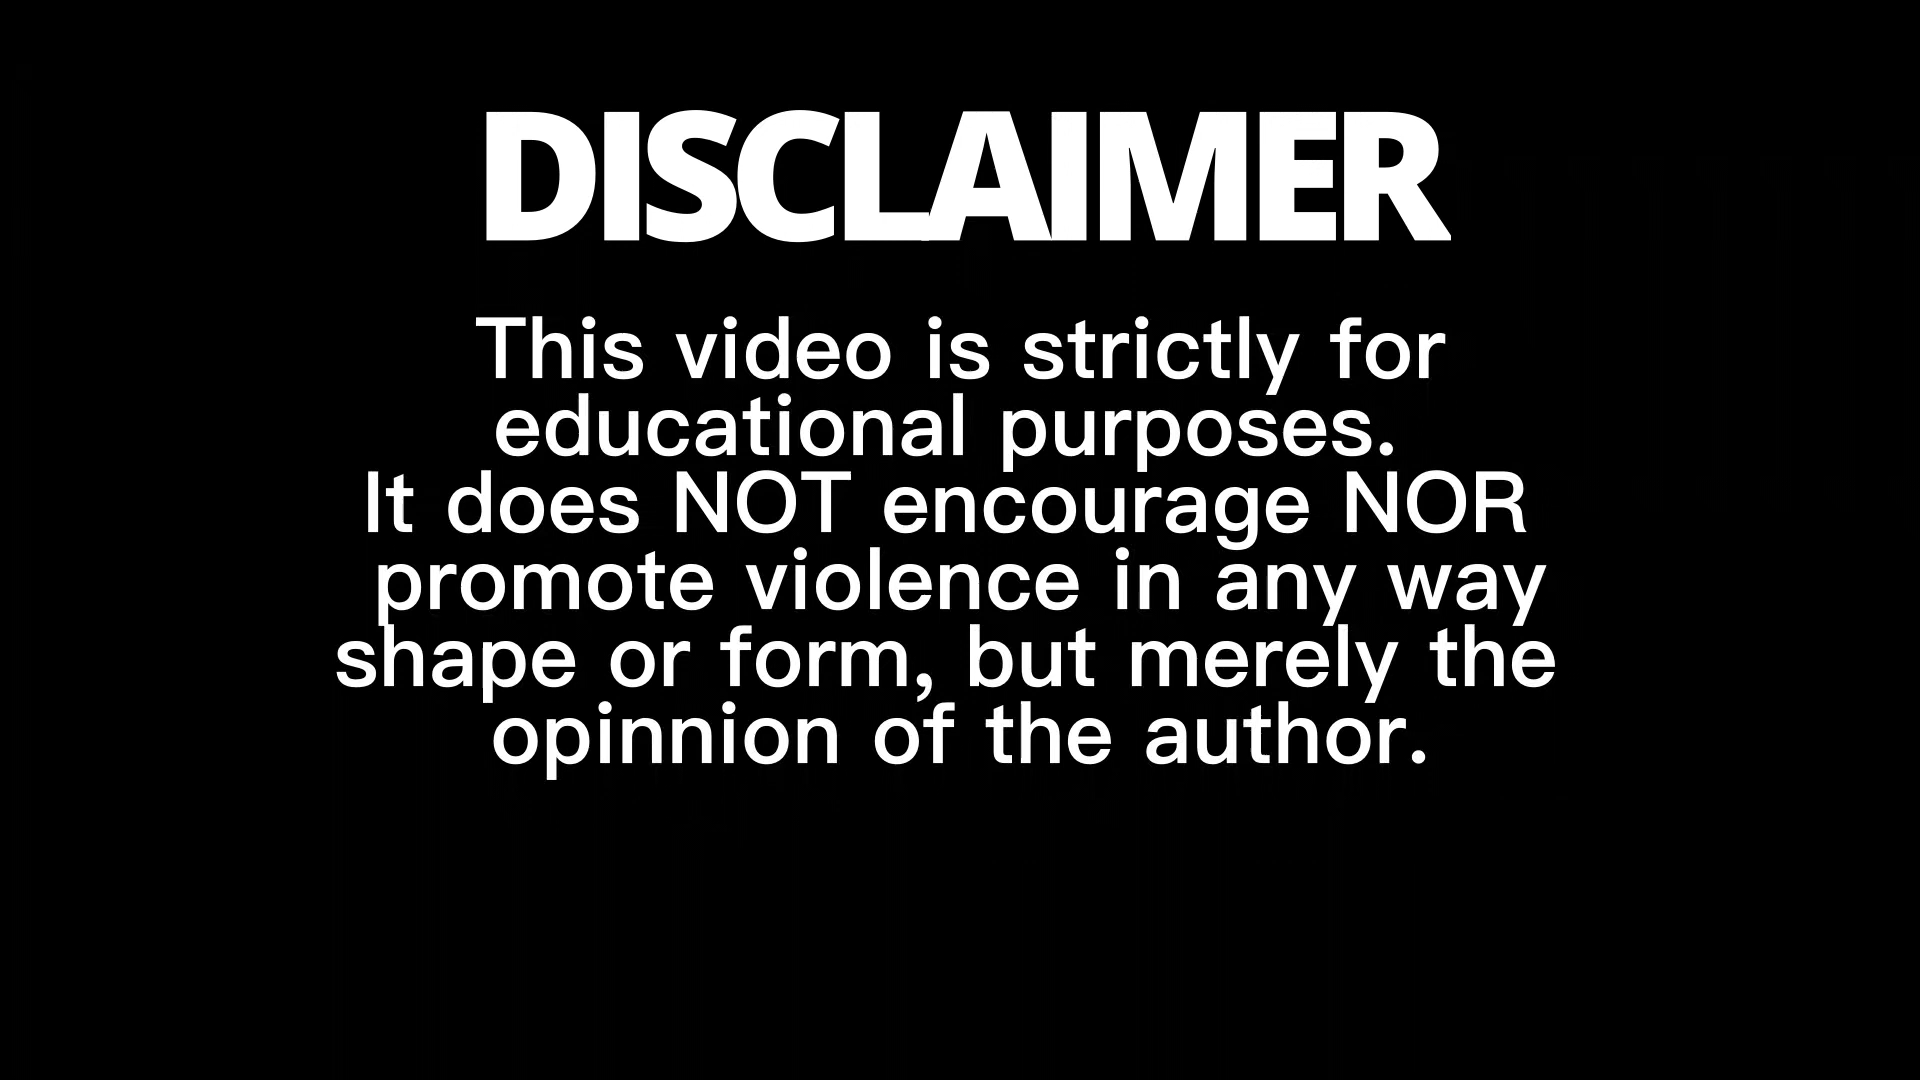 DISCLAIMER
This video is strictly for
educational purposes.
It does NOT encourage NOR
promote violence in any way
shape or form, but merely the
opinnion of the author.